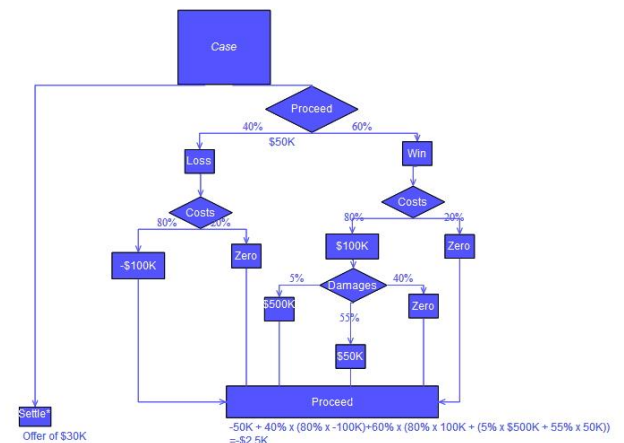 Case
Proceed
40%
60%
$50K
Loss
Win
Costs
Costs
80%
20%
80%
20%
-$100K
Zero
$100K
Zero
5%
Damages
40%
$500K
Zero
55%
$50K
Proceed
Settle*
Offer of $30K
-50K + 40% x (80% x -100K)+60% x (80% x 100K + (5% x $500K + 55% x 50K))
=-$2.5K